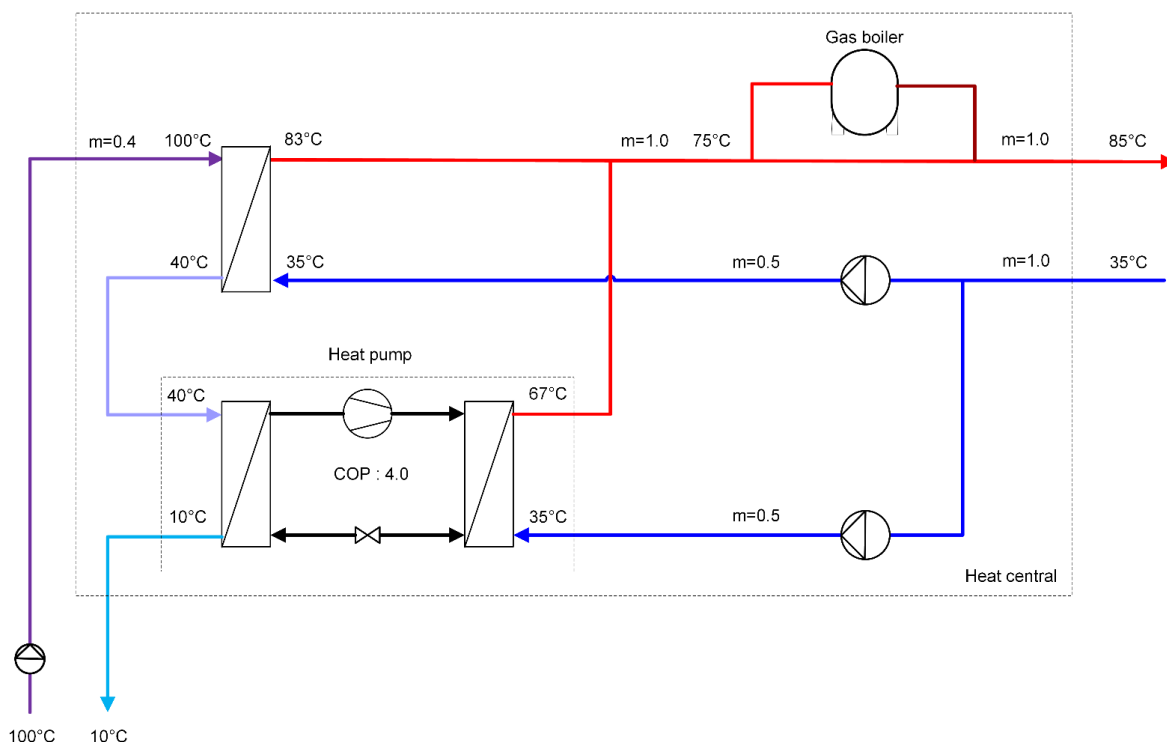 Gas boiler
m=0.4
100°C
83°C
m=1.0
75°C
m=1.0
85°C
40°C
35°C
m=0.5
m=1.0
35°C
Heat pump
40°C
67°C
COP : 4.0
10°C
35°C
m=0.5
Heat central
100°C
10°C